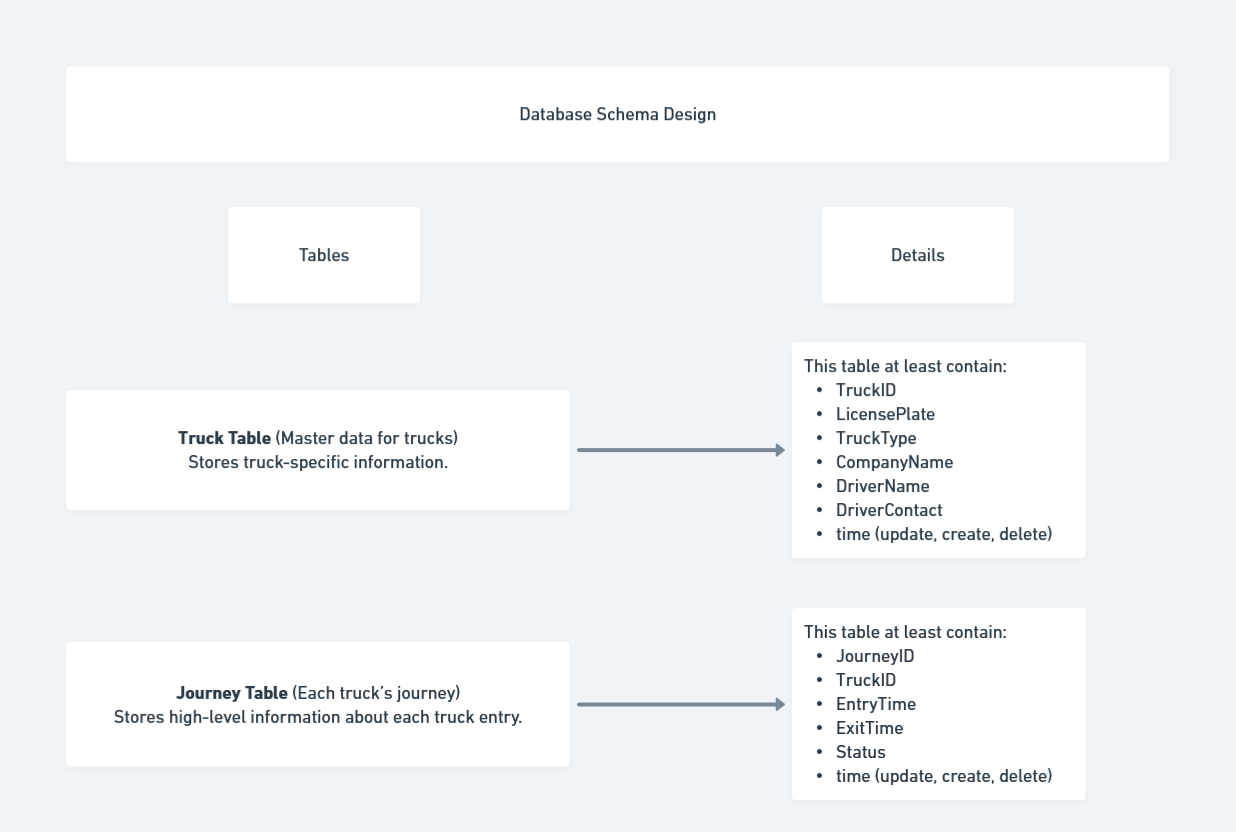 Database Schema Design
Tables
Details
Truck Table (Master data for trucks)
Stores truck-specific information.
This table at least contain:
• TruckID
• LicensePlate
• TruckType
• CompanyName
• DriverName
• DriverContact
• time (update, create, delete)
Journey Table (Each truck’s journey)
Stores high-level information about each truck entry.
This table at least contain:
• JourneyID
• TruckID
• EntryTime
• ExitTime
• Status
• time (update, create, delete)